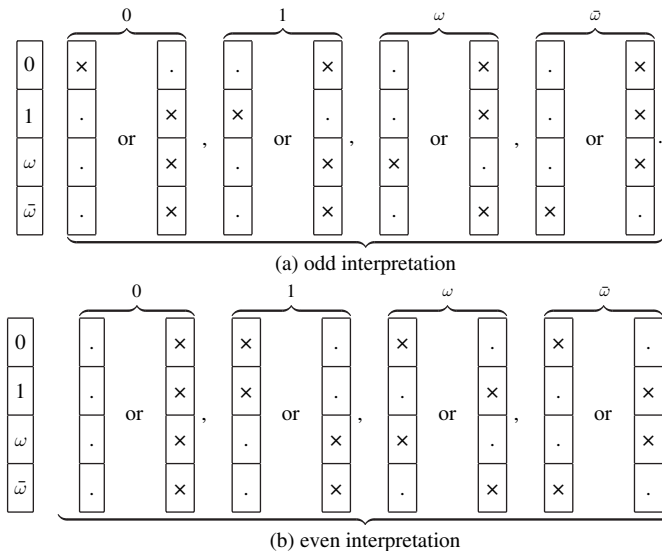 0 1 ω ω̄
0 × . . × . × . ×
1 . × × . . × . ×
or , or , or , or .
ω . × . × × . . ×
ω̄ . × . × . × × .
(a) odd interpretation
0 1 ω ω̄
0 . × × . × . × .
1 . × × . . × . ×
or , or , or , or
ω . × . × × . . ×
ω̄ . × . × . × × .
(b) even interpretation